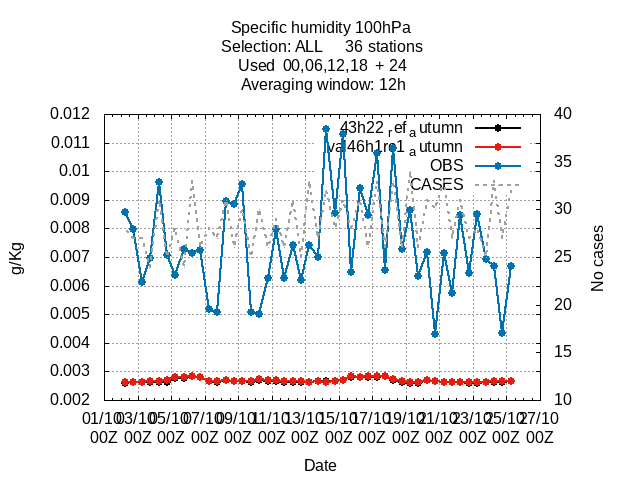 Specific humidity 100hPa
Selection: ALL 36 stations
Used 00,06,12,18 + 24
Averaging window: 12h
43h22_ref_autumn
OBS
CASES
0.012
0.011
0.01
0.009
0.008
0.007
0.006
0.005
0.004
0.003
0.002
40
35
30
25
20
15
10
g/Kg
No cases
01/10 03/10 05/10 07/10 09/10 11/10 13/10 15/10 17/10 19/10 21/10 23/10 25/10 27/10
00Z 00Z 00Z 00Z 00Z 00Z 00Z 00Z 00Z 00Z 00Z 00Z 00Z 00Z
Date